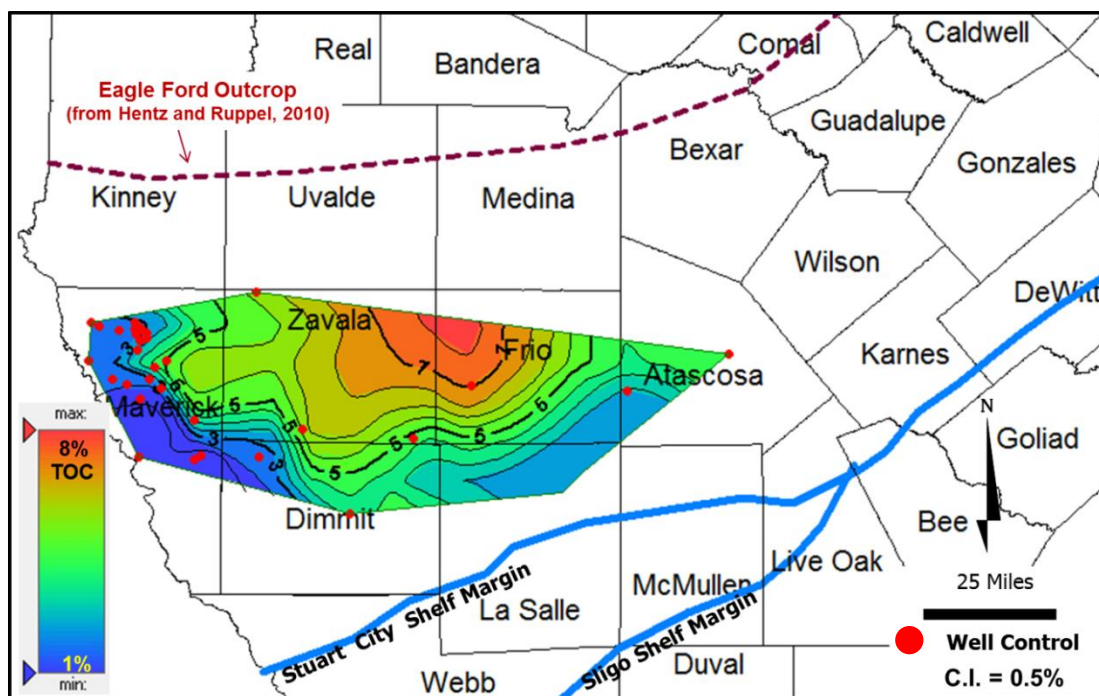 Real
Bandera
Comal
Caldwell
Eagle Ford Outcrop
(from Hentz and Ruppel, 2010)
Guadalupe
Bexar
Gonzales
Kinney
Uvalde
Medina
Wilson
DeWitt
Zavala
5
7
7
Frio
Karnes
3
5
Atascosa
Maverick
5
5
5
5
3
3
N
Goliad
max:
8%
TOC
1%
min:
Dimmit
Bee
Live Oak
25 Miles
McMullen
La Salle
Stuart City Shelf Margin
Sligo Shelf Margin
Well Control
Webb
Duval
C.I. = 0.5%